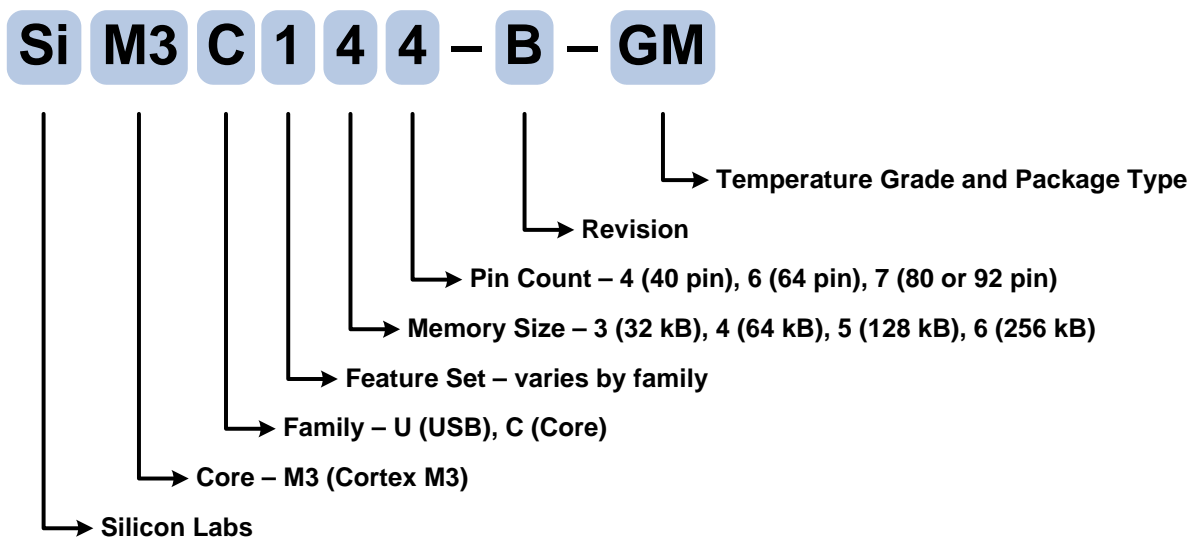 Si M3 C 1 4 4 – B – GM
Temperature Grade and Package Type
Revision
Pin Count – 4 (40 pin), 6 (64 pin), 7 (80 or 92 pin)
Memory Size – 3 (32 kB), 4 (64 kB), 5 (128 kB), 6 (256 kB)
Feature Set – varies by family
Family – U (USB), C (Core)
Core – M3 (Cortex M3)
Silicon Labs